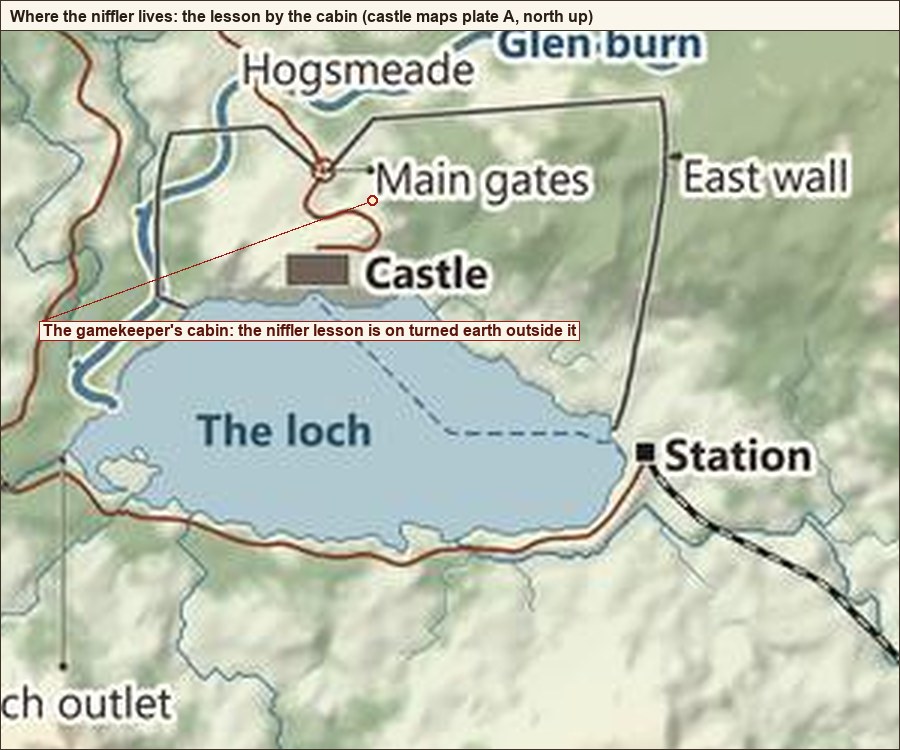 Where the niffler lives: the lesson by the cabin (castle maps plate A, north up)
Glen burn
Hogsmeade
Main gates
East wall
Castle
The gamekeeper's cabin: the niffler lesson is on turned earth outside it
The loch
Station
ch outlet